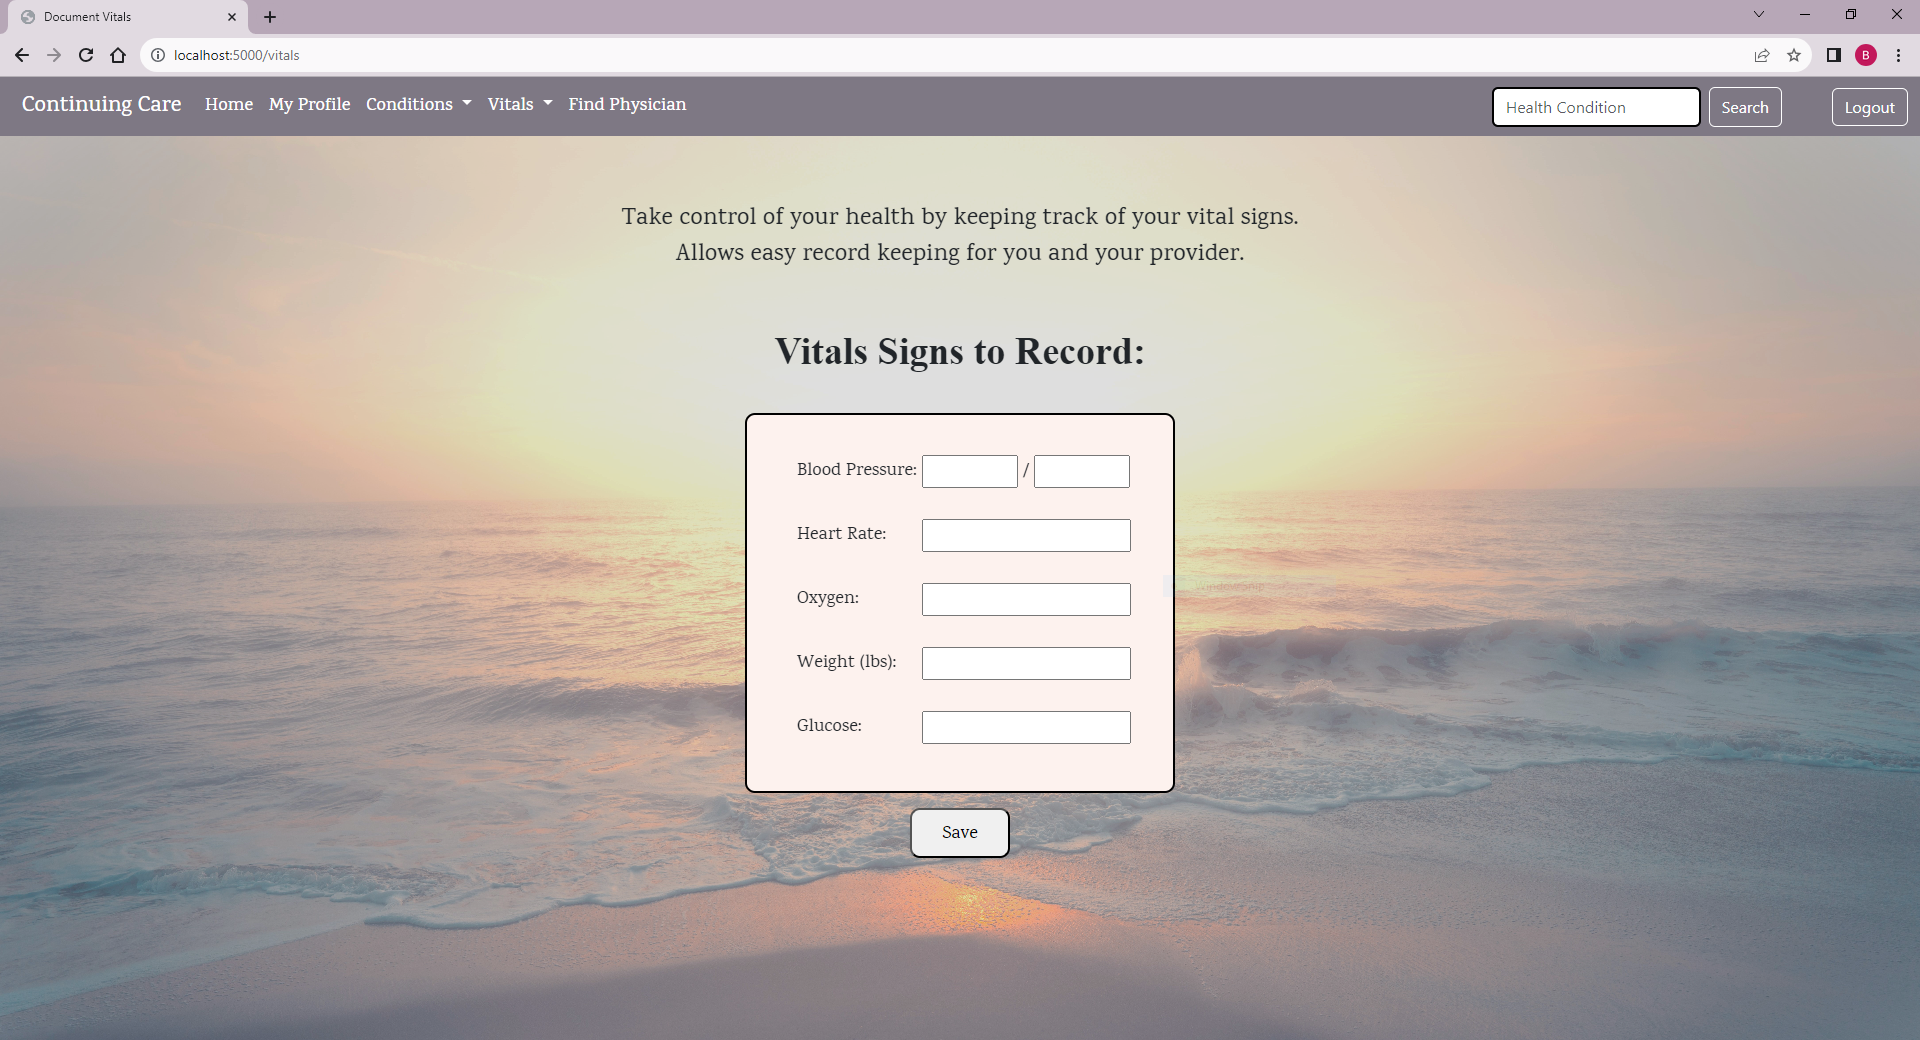 Document Vitals
localhost:5000/vitals
B
Continuing Care Home My Profile Conditions Vitals Find Physician Health Condition Search Logout
Take control of your health by keeping track of your vital signs.
Allows easy record keeping for you and your provider.
Vitals Signs to Record:
Blood Pressure: /
Heart Rate:
Oxygen:
Weight (lbs):
Glucose:
Save